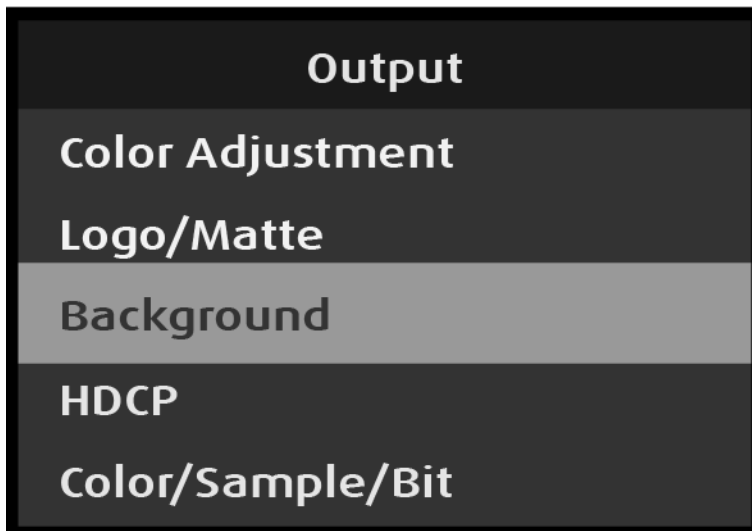 Output
Color Adjustment
Logo/Matte
Background
HDCP
Color/Sample/Bit